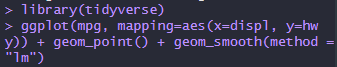 > library(tidyverse)
> ggplot(mpg, mapping=aes(x=displ, y=hw
y)) + geom_point() + geom_smooth(method =
"lm")